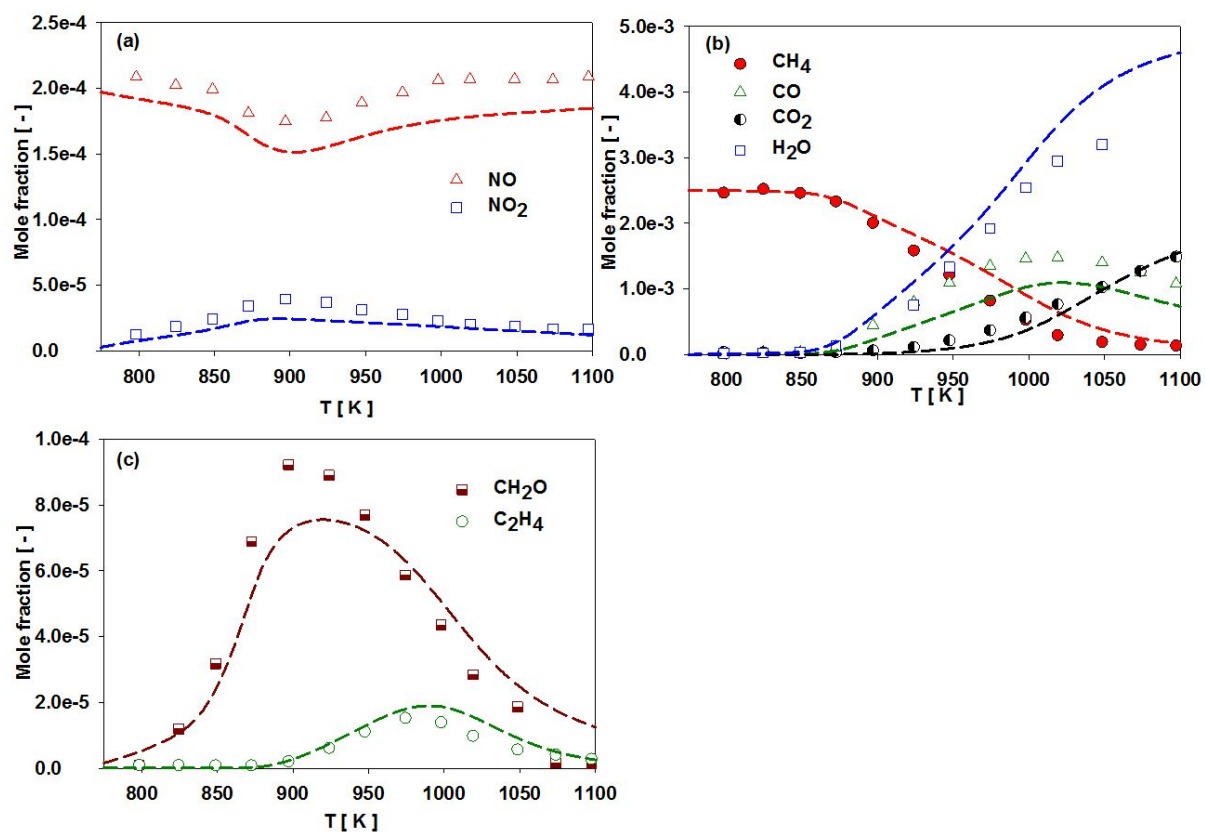 (a)
Mole fraction [ - ]
2.5e-4
2.0e-4
1.5e-4
1.0e-4
5.0e-5
0.0
NO
NO2
800 850 900 950 1000 1050 1100
T [ K ]
(b)
Mole fraction [ - ]
5.0e-3
4.0e-3
3.0e-3
2.0e-3
1.0e-3
0.0
CH4
CO
CO2
H2O
800 850 900 950 1000 1050 1100
T [ K ]
(c)
Mole fraction [ - ]
1.0e-4
8.0e-5
6.0e-5
4.0e-5
2.0e-5
0.0
CH2O
C2H4
800 850 900 950 1000 1050 1100
T [ K ]